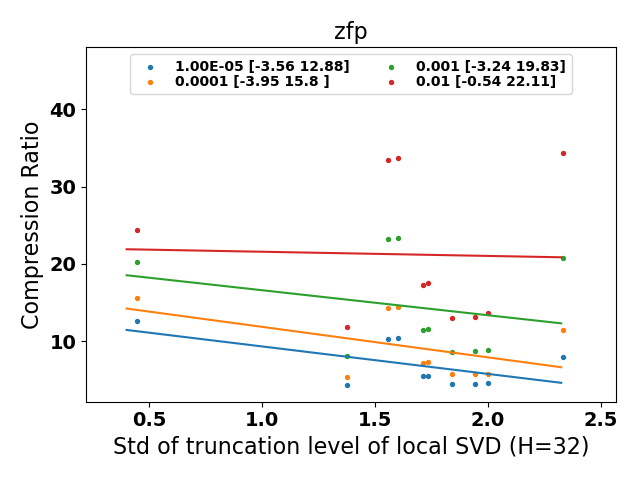 zfp
1.00E-05 [-3.56 12.88]
0.0001 [-3.95 15.8 ]
0.001 [-3.24 19.83]
0.01 [-0.54 22.11]
Compression Ratio
40
30
20
10
0.5 1.0 1.5 2.0 2.5
Std of truncation level of local SVD (H=32)